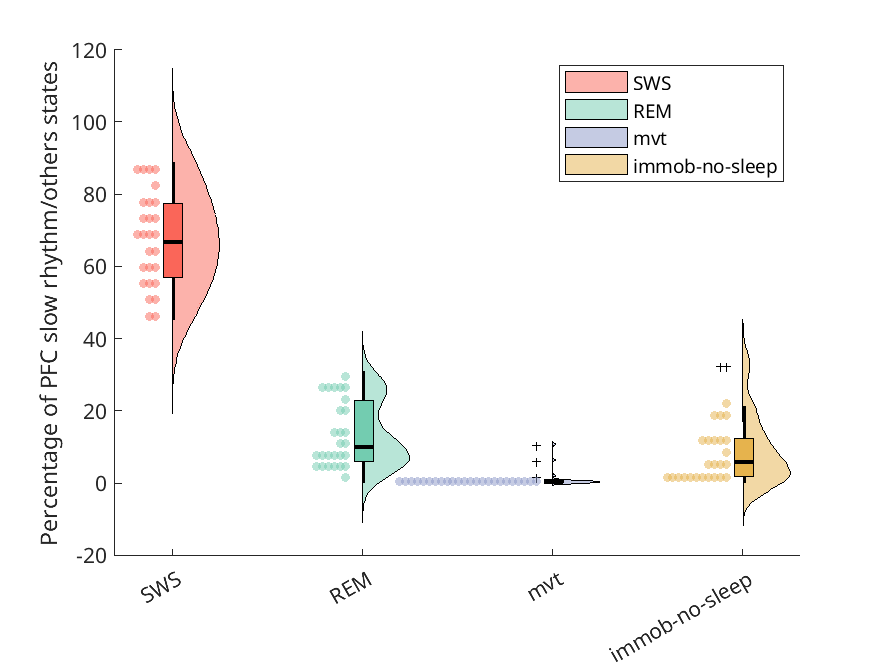 Percentage of PFC slow rhythm/others states
120
100
80
60
40
20
0
-20
SWS
REM
mvt
immob-no-sleep
SWS
REM
mvt
immob-no-sleep